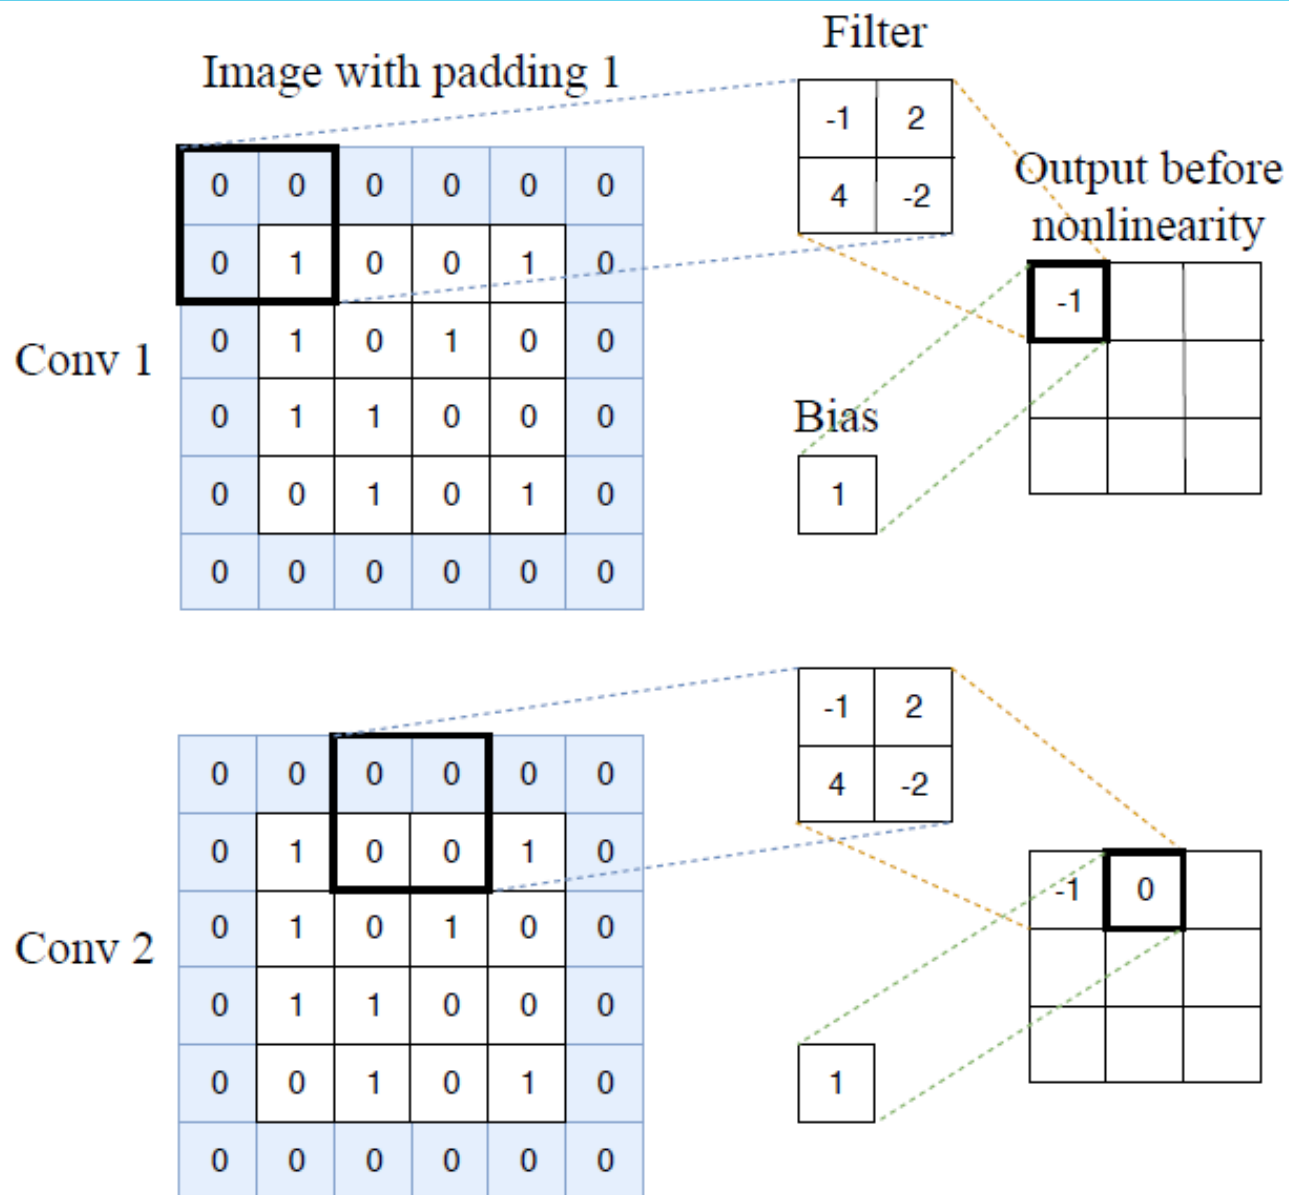 Filter
Image with padding 1
-1 2
4 -2
Output before
nonlinearity
0 0 0 0 0 0
0 1 0 0 1 0
0 1 0 1 0 0
0 1 1 0 0 0
0 0 1 0 1 0
0 0 0 0 0 0
Conv 1
-1
Bias
1
-1 2
4 -2
0 0 0 0 0 0
0 1 0 0 1 0
0 1 0 1 0 0
0 1 1 0 0 0
0 0 1 0 1 0
0 0 0 0 0 0
Conv 2
-1 0
1